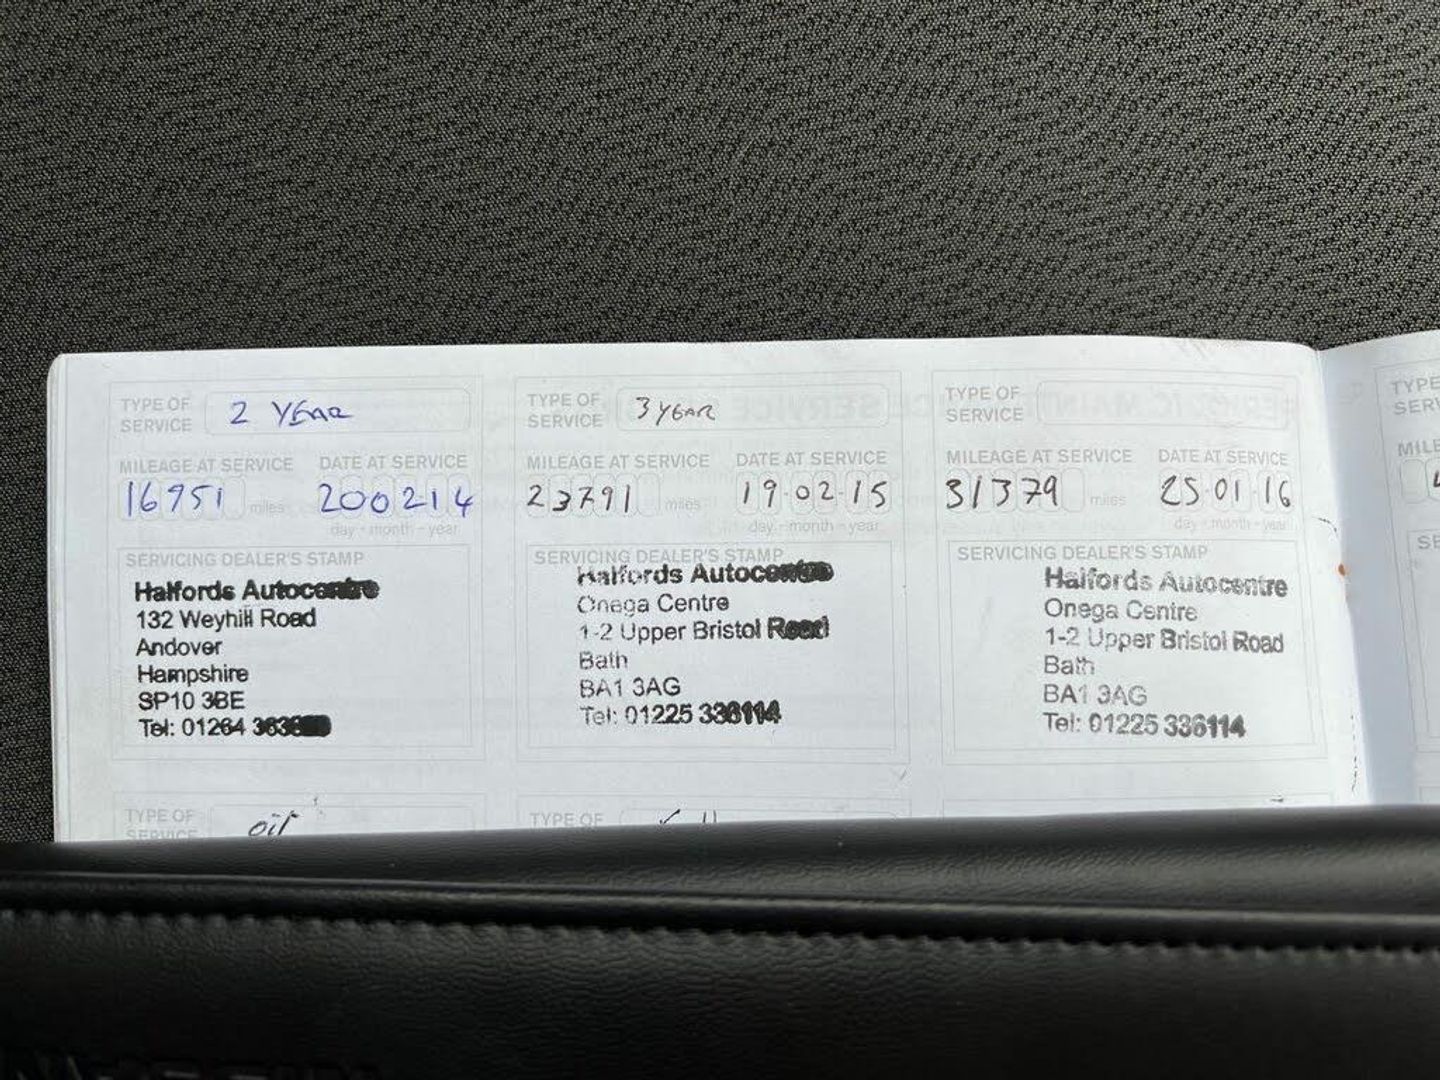 TYPE OF SERVICE 2 YEAR
MILEAGE AT SERVICE DATE AT SERVICE
16951 miles 200214
day - month - year
SERVICING DEALER'S STAMP
Halfords Autocentre
132 Weyhill Road
Andover
Hampshire
SP10 3BE
Tel: 01264
TYPE OF SERVICE oil
TYPE OF SERVICE 3 YEAR
MILEAGE AT SERVICE DATE AT SERVICE
23791 miles 19-02-15
day - month - year
SERVICING DEALER'S STAMP
Halfords Autocentre
Onega Centre
1-2 Upper Bristol Road
Bath
BA1 3AG
Tel: 01225 336114
TYPE OF
TYPE OF SERVICE
MILEAGE AT SERVICE DATE AT SERVICE
31379 miles 25-01-16
day - month - year
SERVICING DEALER'S STAMP
Halfords Autocentre
Onega Centre
1-2 Upper Bristol Road
Bath
BA1 3AG
Tel: 01225 336114